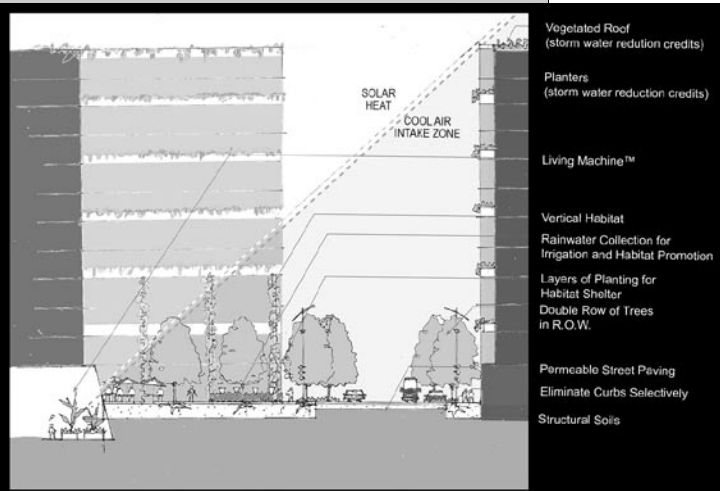 Vegetated Roof
(storm water redution credits)
Planters
(storm water reduction credits)
SOLAR
HEAT
COOL AIR
INTAKE ZONE
Living Machine™
Vertical Habitat
Rainwater Collection for
Irrigation and Habitat Promotion
Layers of Planting for
Habitat Shelter
Double Row of Trees
in R.O.W.
Permeable Street Paving
Eliminate Curbs Selectively
Structural Soils